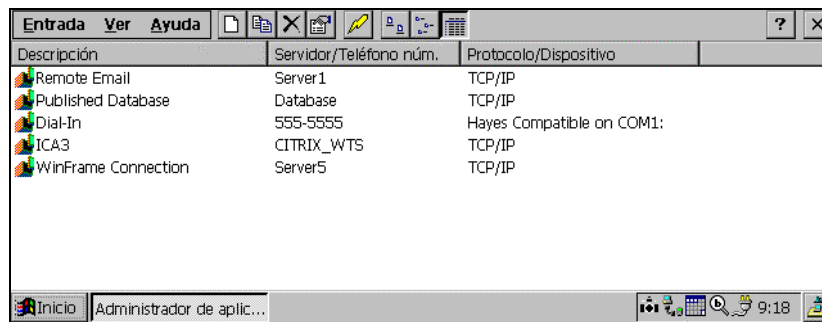 Entrada Ver Ayuda ? X
Descripción Servidor/Teléfono núm. Protocolo/Dispositivo
Remote Email Server1 TCP/IP
Published Database Database TCP/IP
Dial-In 555-5555 Hayes Compatible on COM1:
ICA3 CITRIX_WTS TCP/IP
WinFrame Connection Server5 TCP/IP
Inicio Administrador de aplic... 9:18